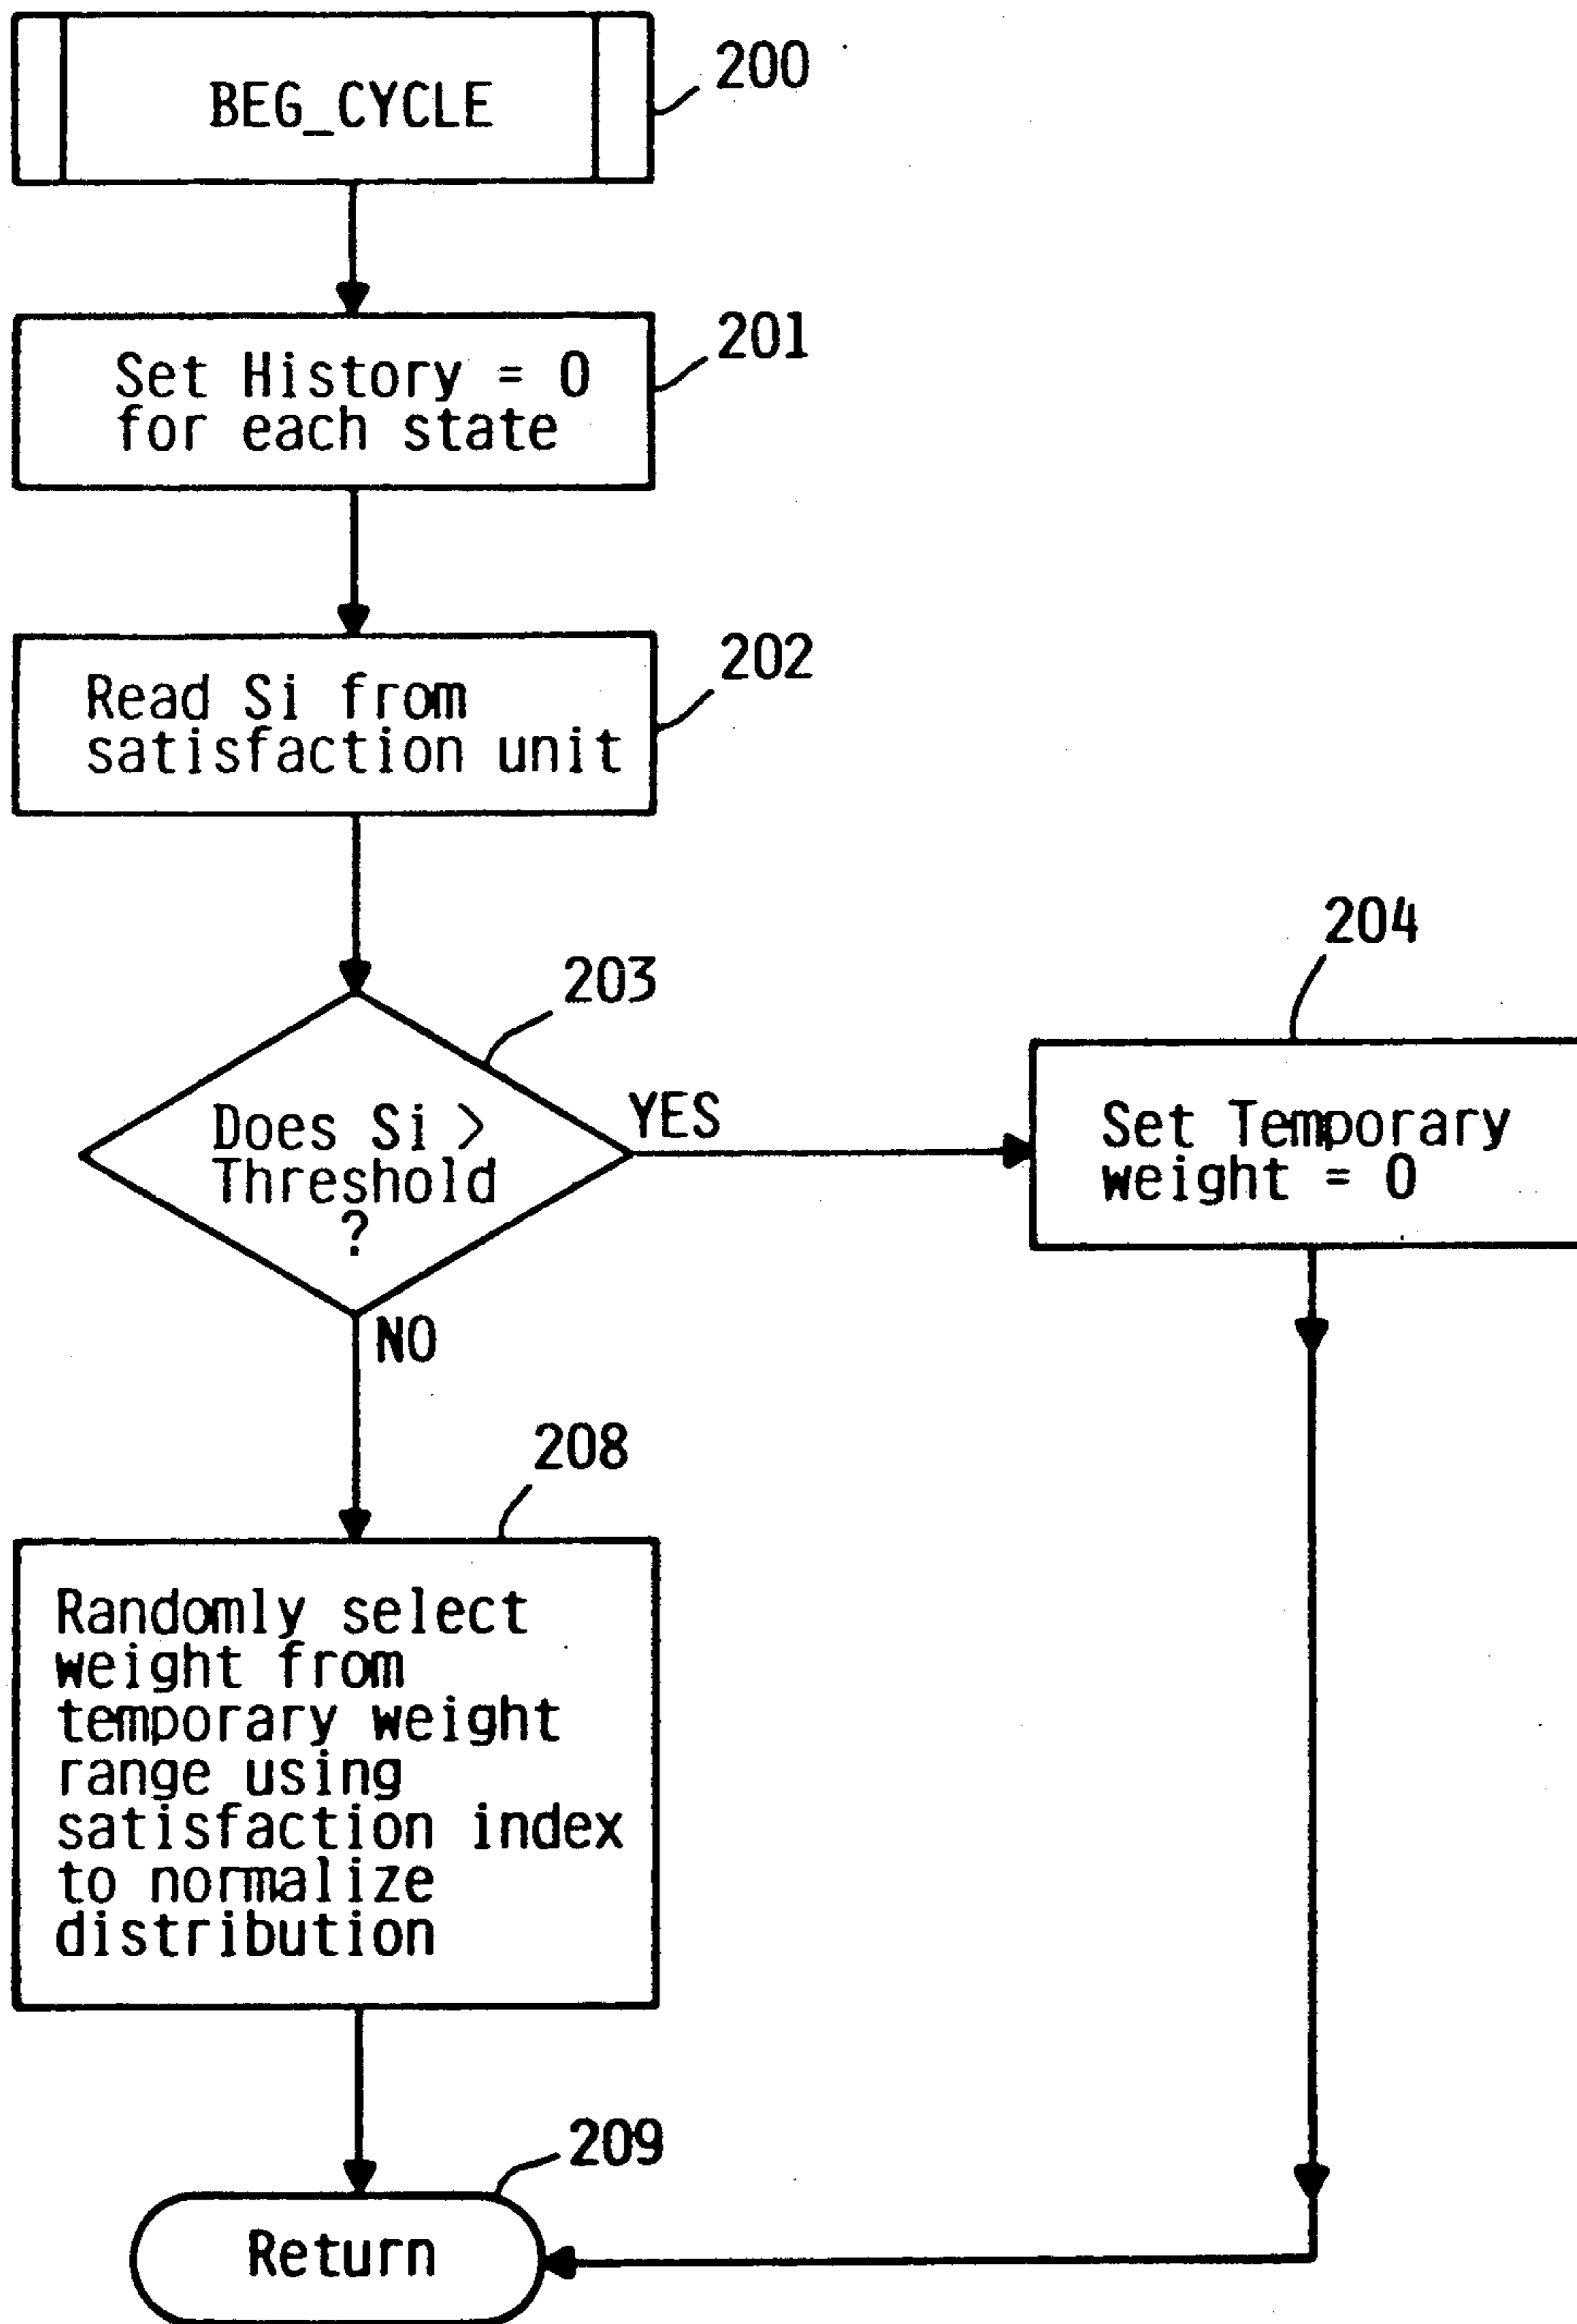 BEG_CYCLE
200
Set History = 0
for each state
201
Read Si from
satisfaction unit
202
203
Does Si >
Threshold
?
YES
NO
204
Set Temporary
weight = 0
208
Randomly select
weight from
temporary weight
range using
satisfaction index
to normalize
distribution
209
Return